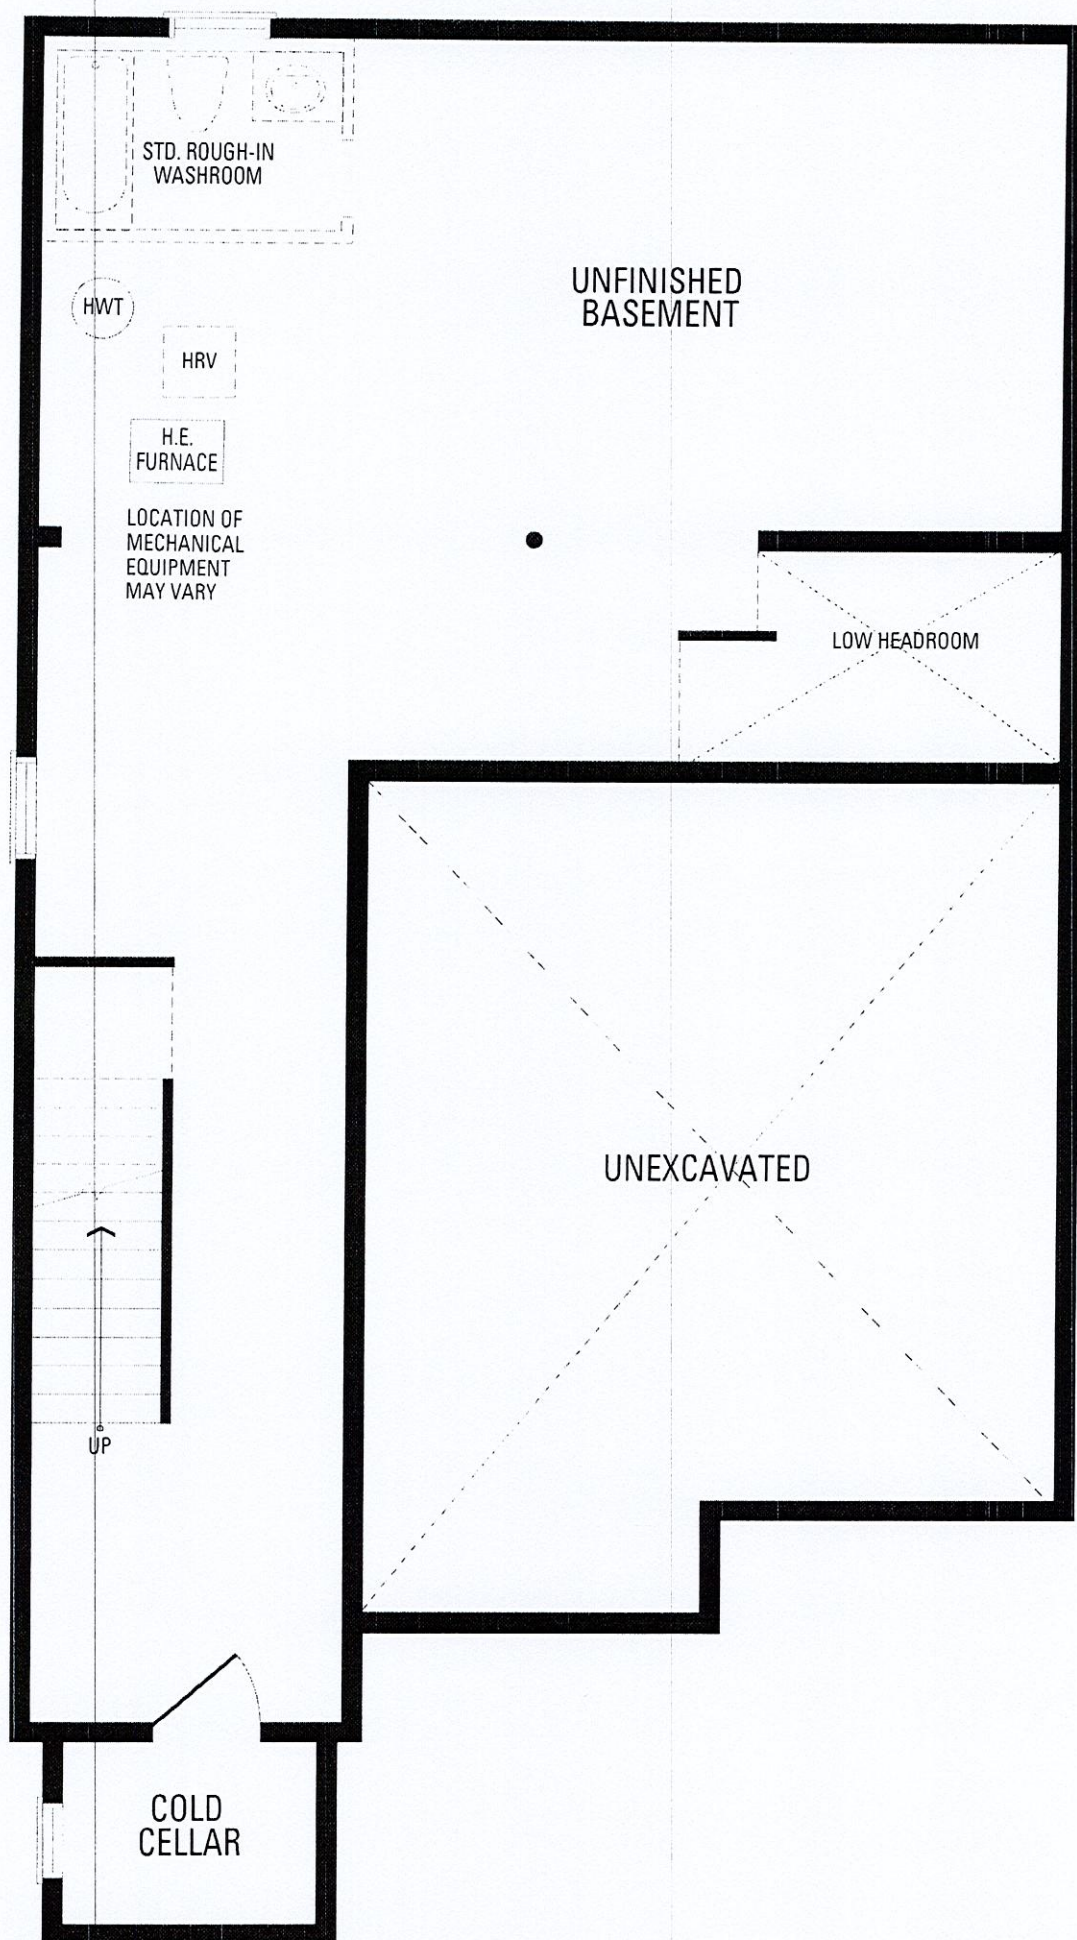 STD. ROUGH-IN
WASHROOM
UNFINISHED
BASEMENT
HWT
HRV
H.E.
FURNACE
LOCATION OF
MECHANICAL
EQUIPMENT
MAY VARY
LOW HEADROOM
UNEXCAVATED
UP
COLD
CELLAR